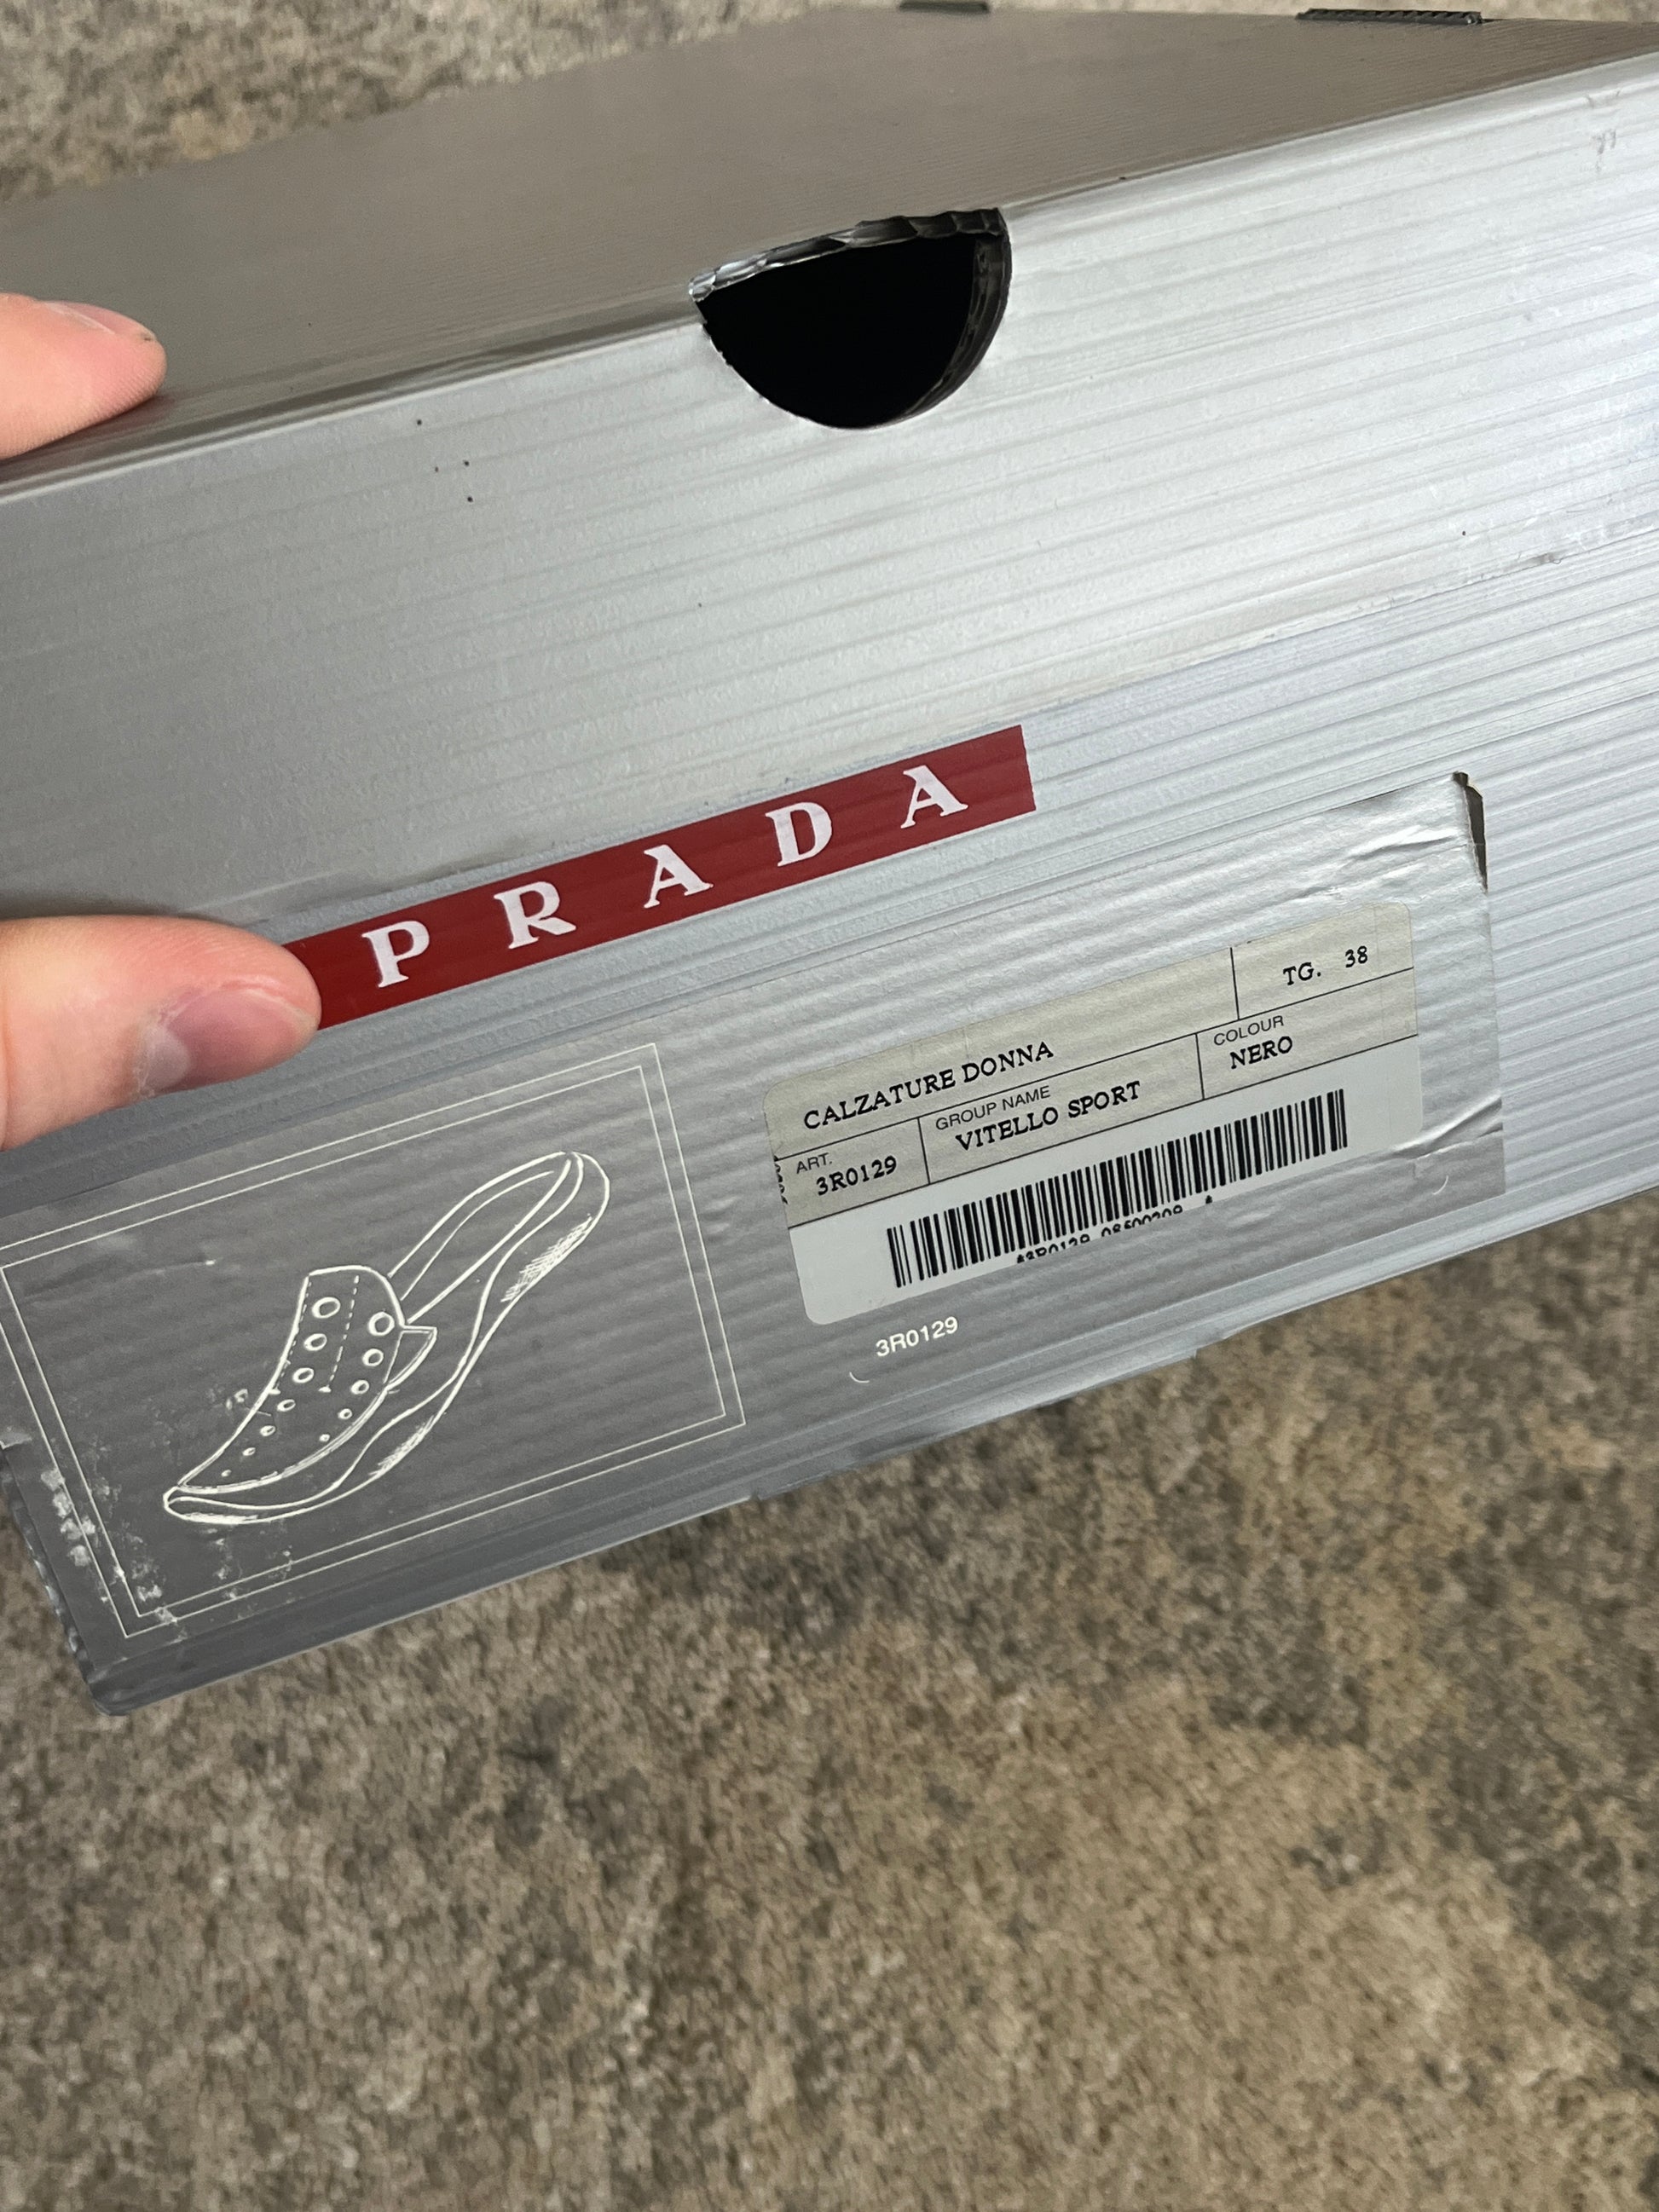 PRADA
CALZATURE DONNA
TG. 38
ART.
3R0129
GROUP NAME
VITELLO SPORT
COLOUR
NERO
3R0129